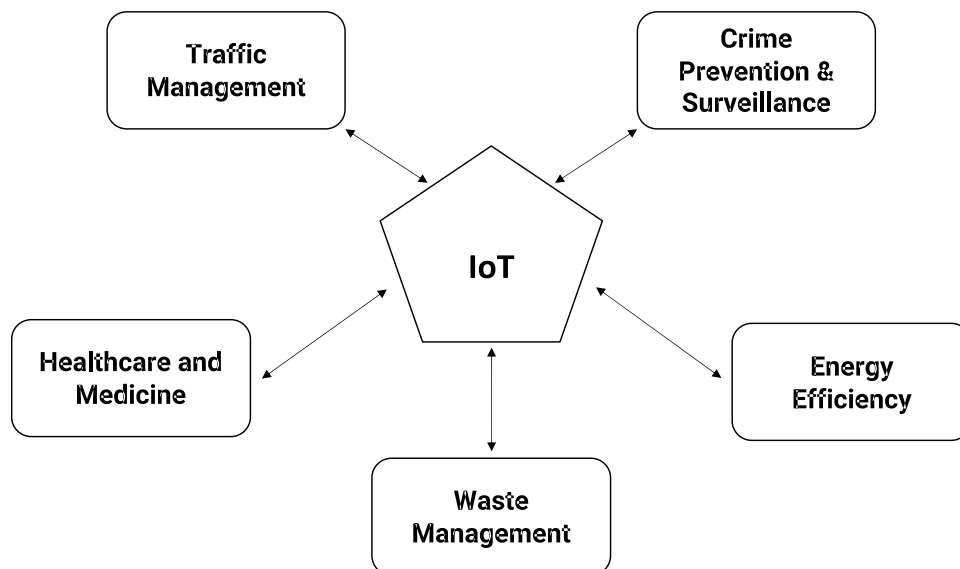 Traffic
Management
Crime
Prevention &
Surveillance
IoT
Healthcare and
Medicine
Energy
Efficiency
Waste
Management